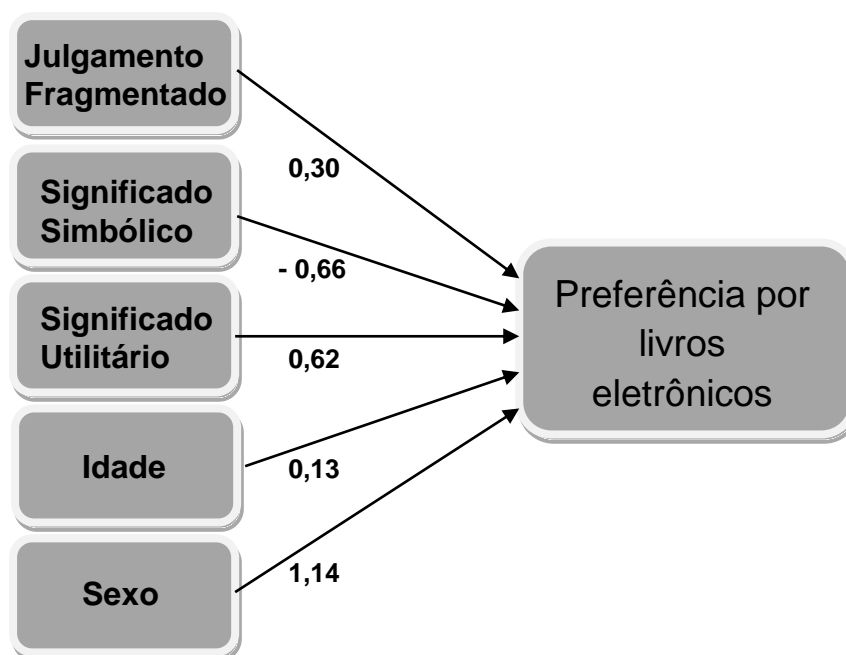 Julgamento
Fragmentado
0,30
Significado
Simbólico
- 0,66
Significado
Utilitário
0,62
Idade
0,13
Sexo
1,14
Preferência por
livros
eletrônicos